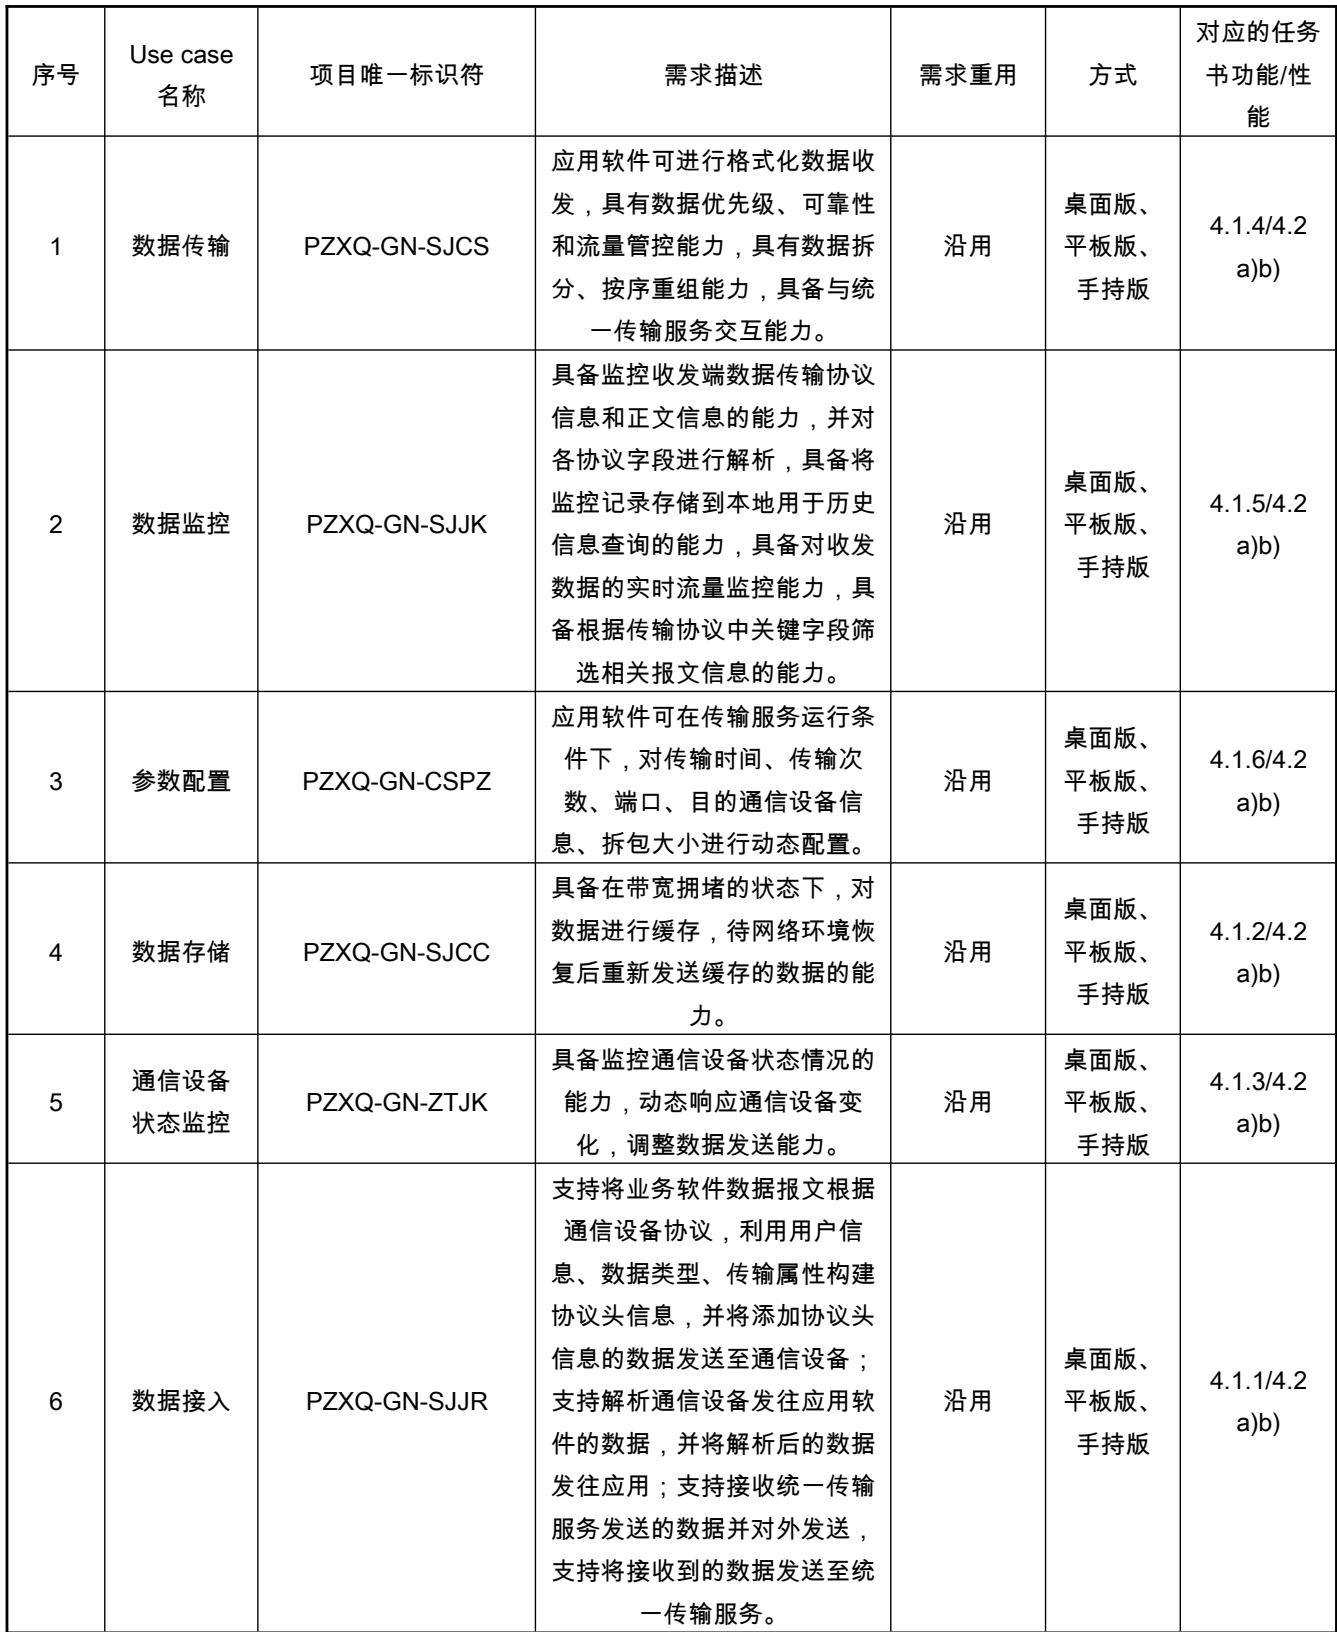 序号
Use case
名称
项目唯一标识符
需求描述
需求重用
方式
对应的任务
书功能/性
能
1
数据传输
PZXQ-GN-SJCS
应用软件可进行格式化数据收
发，具有数据优先级、可靠性
和流量管控能力，具有数据拆
分、按序重组能力，具备与统
一传输服务交互能力。
沿用
桌面版、
平板版、
手持版
4.1.4/4.2
a)b)
2
数据监控
PZXQ-GN-SJJK
具备监控收发端数据传输协议
信息和正文信息的能力，并对
各协议字段进行解析，具备将
监控记录存储到本地用于历史
信息查询的能力，具备对收发
数据的实时流量监控能力，具
备根据传输协议中关键字段筛
选相关报文信息的能力。
沿用
桌面版、
平板版、
手持版
4.1.5/4.2
a)b)
3
参数配置
PZXQ-GN-CSPZ
应用软件可在传输服务运行条
件下，对传输时间、传输次
数、端口、目的通信设备信
息、拆包大小进行动态配置。
沿用
桌面版、
平板版、
手持版
4.1.6/4.2
a)b)
4
数据存储
PZXQ-GN-SJCC
具备在带宽拥堵的状态下，对
数据进行缓存，待网络环境恢
复后重新发送缓存的数据的能
力。
沿用
桌面版、
平板版、
手持版
4.1.2/4.2
a)b)
5
通信设备
状态监控
PZXQ-GN-ZTJK
具备监控通信设备状态情况的
能力，动态响应通信设备变
化，调整数据发送能力。
沿用
桌面版、
平板版、
手持版
4.1.3/4.2
a)b)
6
数据接入
PZXQ-GN-SJJR
支持将业务软件数据报文根据
通信设备协议，利用用户信
息、数据类型、传输属性构建
协议头信息，并将添加协议头
信息的数据发送至通信设备；
支持解析通信设备发往应用软
件的数据，并将解析后的数据
发往应用；支持接收统一传输
服务发送的数据并对外发送，
支持将接收到的数据发送至统
一传输服务。
沿用
桌面版、
平板版、
手持版
4.1.1/4.2
a)b)